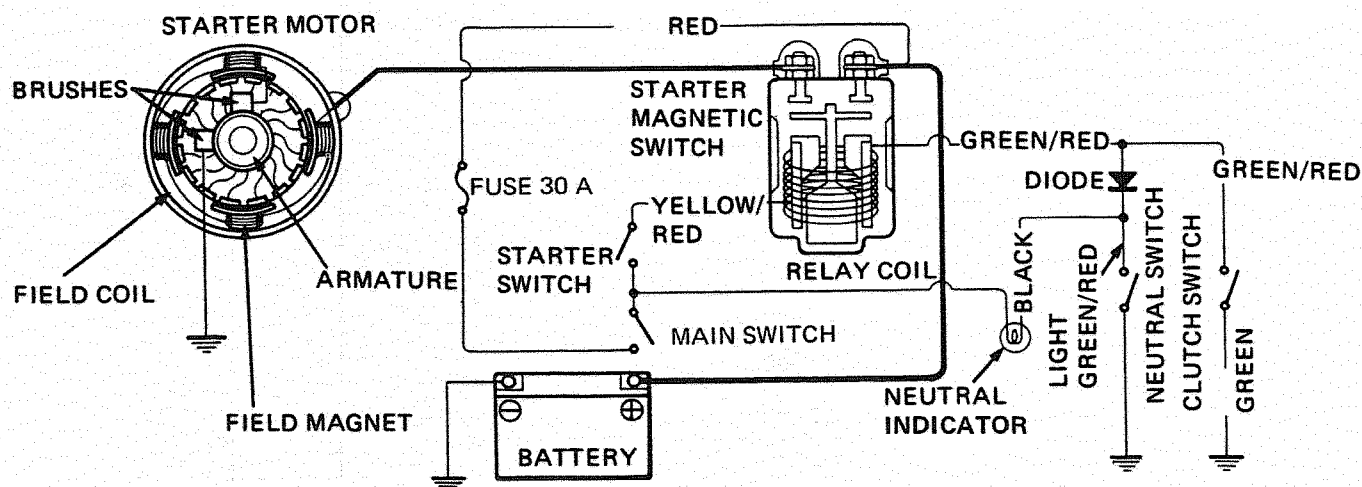 STARTER MOTOR
RED
BRUSHES
STARTER
MAGNETIC
SWITCH
GREEN/RED
GREEN/RED
DIODE
FUSE 30 A
YELLOW/
RED
STARTER
SWITCH
RELAY COIL
ARMATURE
FIELD COIL
BLACK
LIGHT
GREEN/RED
NEUTRAL SWITCH
CLUTCH SWITCH
GREEN
MAIN SWITCH
NEUTRAL
INDICATOR
FIELD MAGNET
− +
BATTERY